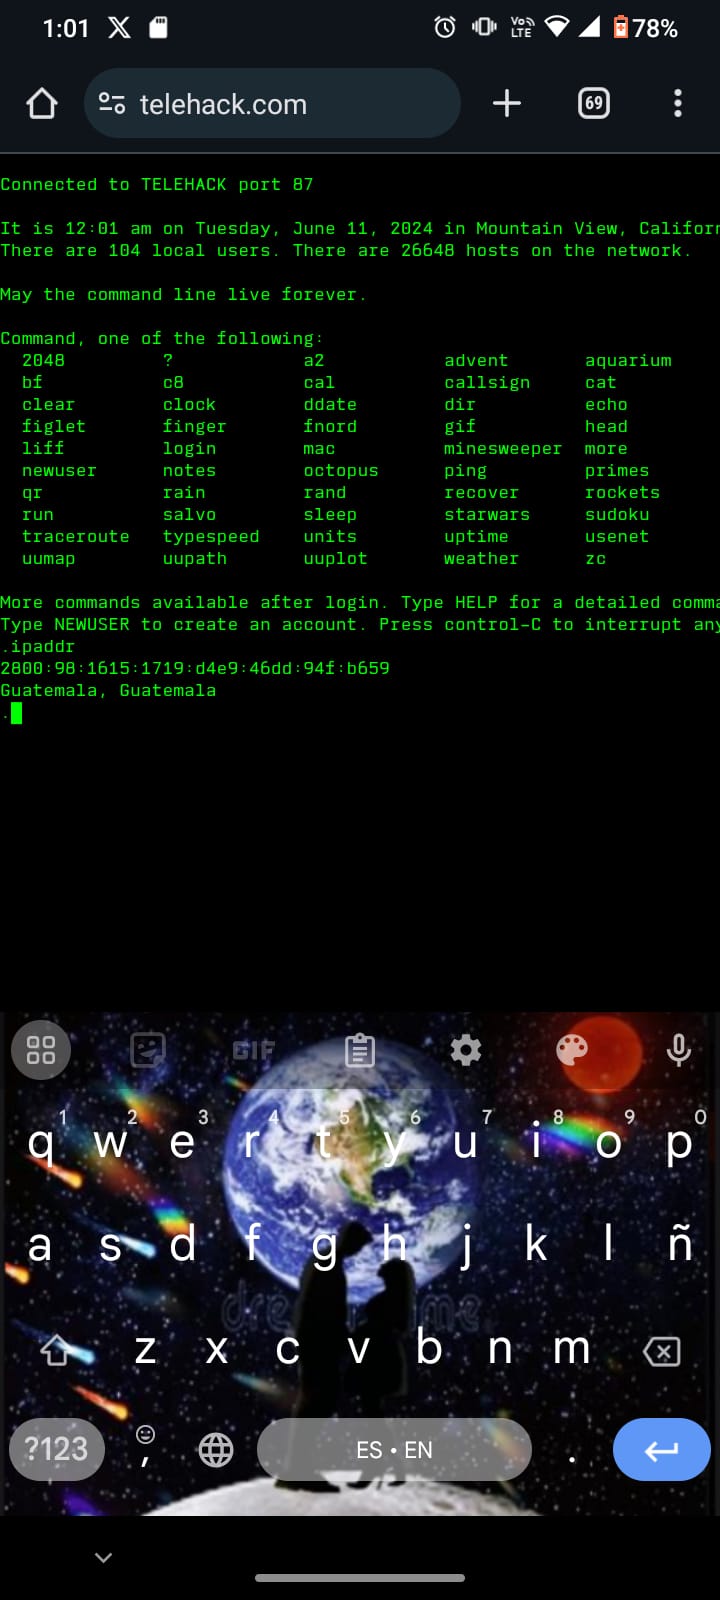 1:01 X Vo) LTE 78%
telehack.com 69
Connected to TELEHACK port 87
It is 12:01 am on Tuesday, June 11, 2024 in Mountain View, Califor
There are 104 local users. There are 26648 hosts on the network.
May the command line live forever.
Command, one of the following:
2048 ? a2 advent aquarium
bf c8 cal callsign cat
clear clock ddate dir echo
figlet finger fnord gif head
liff login mac minesweeper more
newuser notes octopus ping primes
qr rain rand recover rockets
run salvo sleep starwars sudoku
traceroute typespeed units uptime usenet
uumap uupath uuplot weather zc
More commands available after login. Type HELP for a detailed comma
Type NEWUSER to create an account. Press control-C to interrupt any
.ipaddr
2800:98:1615:1719:d4e9:46dd:94f:b659
Guatemala, Guatemala
.
GIF
1 2 3 4 5 6 7 8 9 0
q w e r t y u i o p
a s d f g h j k l ñ
z x c v b n m
?123 , ES • EN .